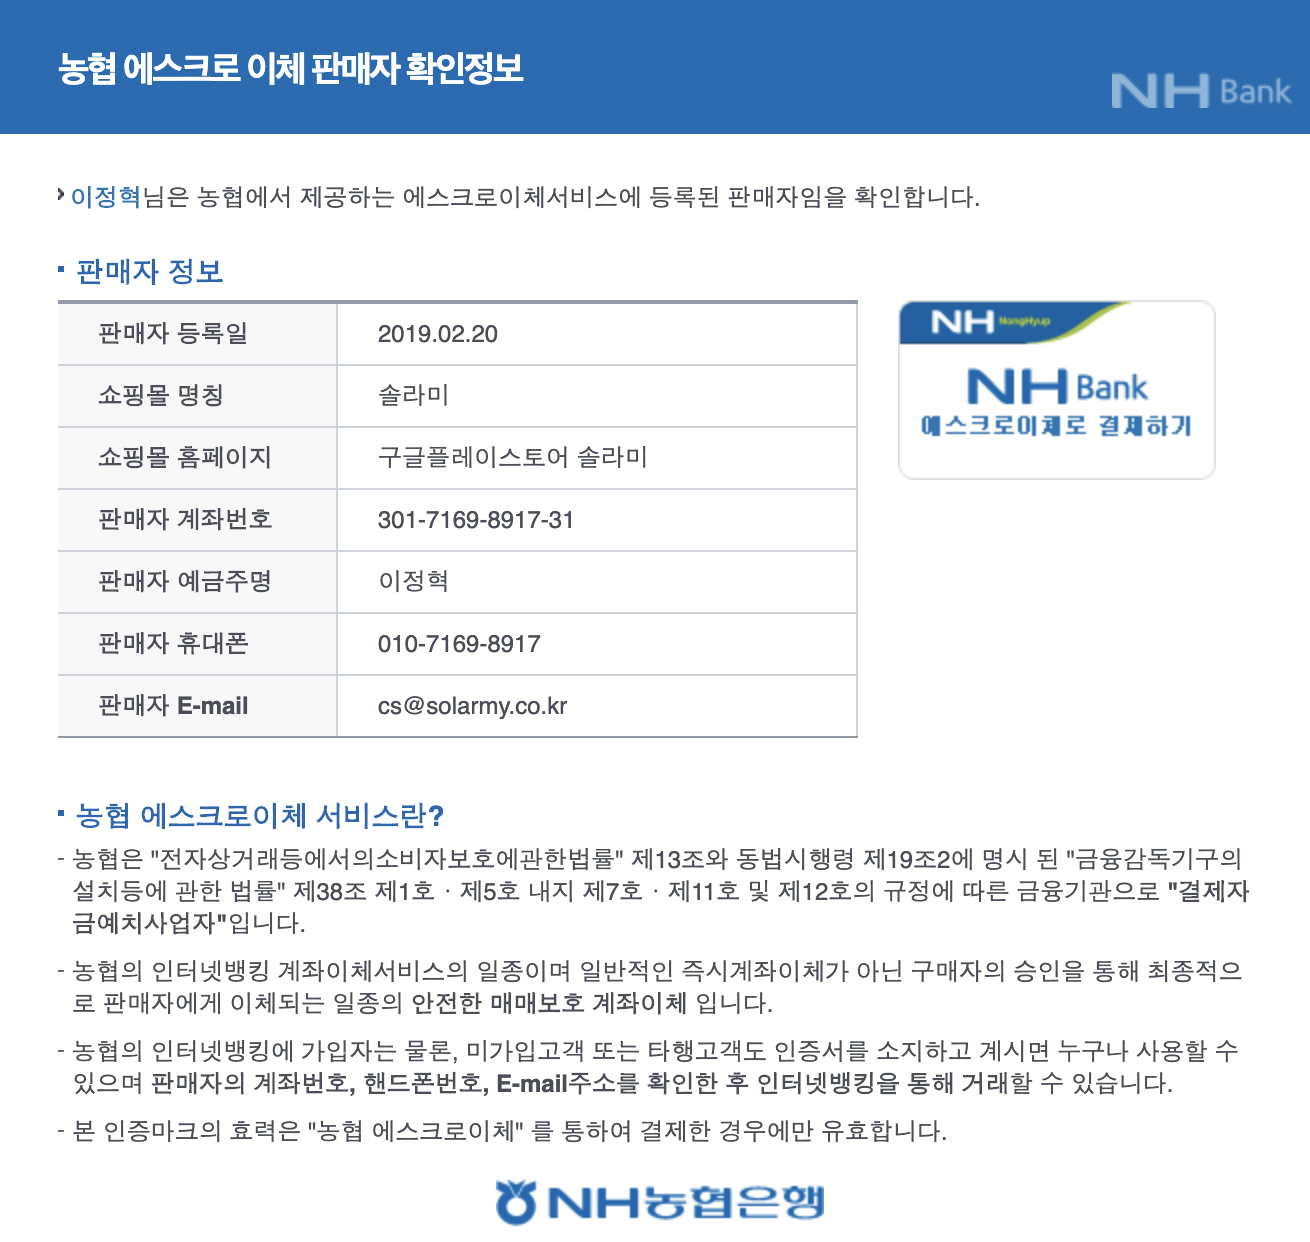 농협 에스크로 이체 판매자 확인정보
NH Bank
이정혁님은 농협에서 제공하는 에스크로이체서비스에 등록된 판매자임을 확인합니다.
판매자 정보
판매자 등록일 2019.02.20
쇼핑몰 명칭 솔라미
쇼핑몰 홈페이지 구글플레이스토어 솔라미
판매자 계좌번호 301-7169-8917-31
판매자 예금주명 이정혁
판매자 휴대폰 010-7169-8917
판매자 E-mail cs@solarmy.co.kr
NH NongHyup
NH Bank
에스크로이체로 결제하기
농협 에스크로이체 서비스란?
- 농협은 "전자상거래등에서의소비자보호에관한법률" 제13조와 동법시행령 제19조2에 명시 된 "금융감독기구의
설치등에 관한 법률" 제38조 제1호 · 제5호 내지 제7호 · 제11호 및 제12호의 규정에 따른 금융기관으로 "결제자
금예치사업자"입니다.
- 농협의 인터넷뱅킹 계좌이체서비스의 일종이며 일반적인 즉시계좌이체가 아닌 구매자의 승인을 통해 최종적으
로 판매자에게 이체되는 일종의 안전한 매매보호 계좌이체 입니다.
- 농협의 인터넷뱅킹에 가입자는 물론, 미가입고객 또는 타행고객도 인증서를 소지하고 계시면 누구나 사용할 수
있으며 판매자의 계좌번호, 핸드폰번호, E-mail주소를 확인한 후 인터넷뱅킹을 통해 거래할 수 있습니다.
- 본 인증마크의 효력은 "농협 에스크로이체" 를 통하여 결제한 경우에만 유효합니다.
NH농협은행